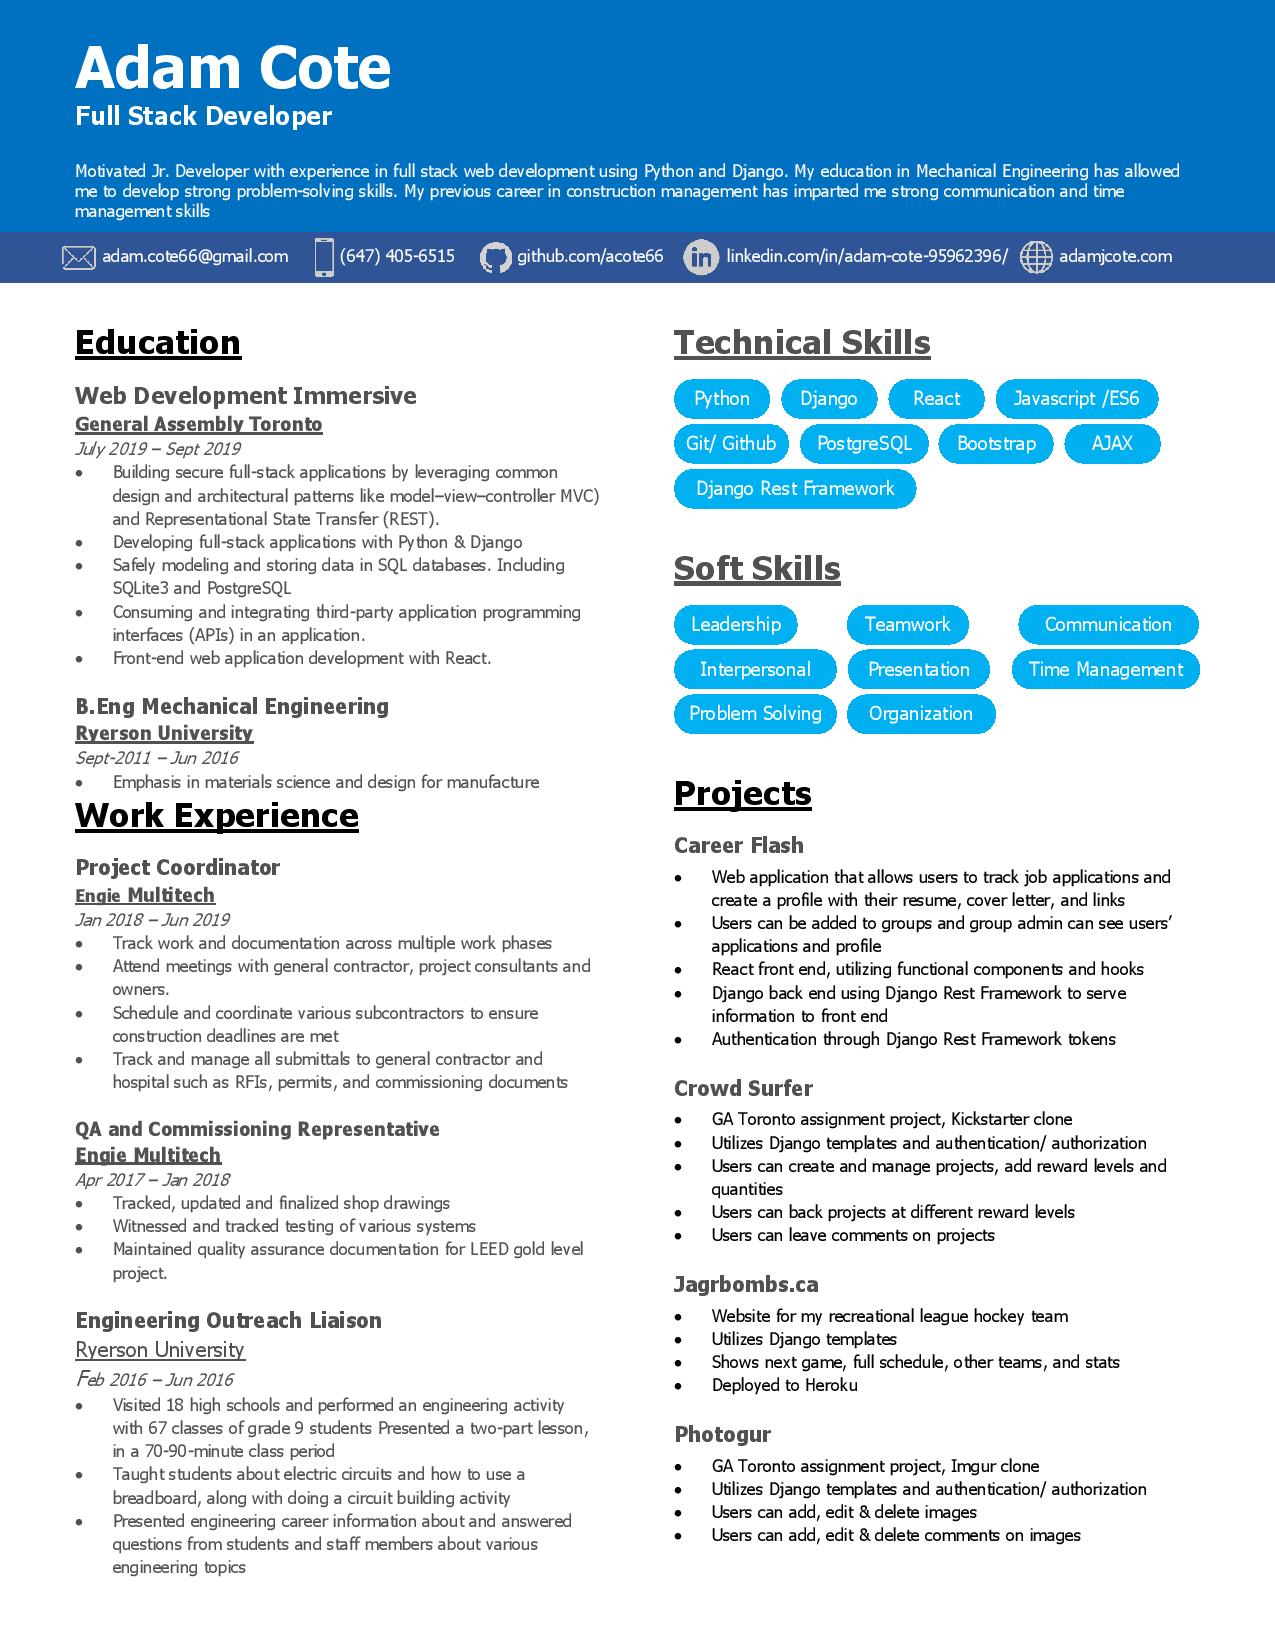 Adam Cote
Full Stack Developer
Motivated Jr. Developer with experience in full stack web development using Python and Django. My education in Mechanical Engineering has allowed
me to develop strong problem-solving skills. My previous career in construction management has imparted me strong communication and time
management skills
adam.cote66@gmail.com (647) 405-6515 github.com/acote66 linkedin.com/in/adam-cote-95962396/ adamjcote.com
Education
Web Development Immersive
General Assembly Toronto
July 2019 – Sept 2019
• Building secure full-stack applications by leveraging common
design and architectural patterns like model–view–controller MVC)
and Representational State Transfer (REST).
• Developing full-stack applications with Python & Django
• Safely modeling and storing data in SQL databases. Including
SQLite3 and PostgreSQL
• Consuming and integrating third-party application programming
interfaces (APIs) in an application.
• Front-end web application development with React.
B.Eng Mechanical Engineering
Ryerson University
Sept-2011 – Jun 2016
• Emphasis in materials science and design for manufacture
Work Experience
Project Coordinator
Engie Multitech
Jan 2018 – Jun 2019
• Track work and documentation across multiple work phases
• Attend meetings with general contractor, project consultants and
owners.
• Schedule and coordinate various subcontractors to ensure
construction deadlines are met
• Track and manage all submittals to general contractor and
hospital such as RFIs, permits, and commissioning documents
QA and Commissioning Representative
Engie Multitech
Apr 2017 – Jan 2018
• Tracked, updated and finalized shop drawings
• Witnessed and tracked testing of various systems
• Maintained quality assurance documentation for LEED gold level
project.
Engineering Outreach Liaison
Ryerson University
Feb 2016 – Jun 2016
• Visited 18 high schools and performed an engineering activity
with 67 classes of grade 9 students Presented a two-part lesson,
in a 70-90-minute class period
• Taught students about electric circuits and how to use a
breadboard, along with doing a circuit building activity
• Presented engineering career information about and answered
questions from students and staff members about various
engineering topics
Technical Skills
Python Django React Javascript /ES6
Git/ Github PostgreSQL Bootstrap AJAX
Django Rest Framework
Soft Skills
Leadership Teamwork Communication
Interpersonal Presentation Time Management
Problem Solving Organization
Projects
Career Flash
• Web application that allows users to track job applications and
create a profile with their resume, cover letter, and links
• Users can be added to groups and group admin can see users’
applications and profile
• React front end, utilizing functional components and hooks
• Django back end using Django Rest Framework to serve
information to front end
• Authentication through Django Rest Framework tokens
Crowd Surfer
• GA Toronto assignment project, Kickstarter clone
• Utilizes Django templates and authentication/ authorization
• Users can create and manage projects, add reward levels and
quantities
• Users can back projects at different reward levels
• Users can leave comments on projects
Jagrbombs.ca
• Website for my recreational league hockey team
• Utilizes Django templates
• Shows next game, full schedule, other teams, and stats
• Deployed to Heroku
Photogur
• GA Toronto assignment project, Imgur clone
• Utilizes Django templates and authentication/ authorization
• Users can add, edit & delete images
• Users can add, edit & delete comments on images